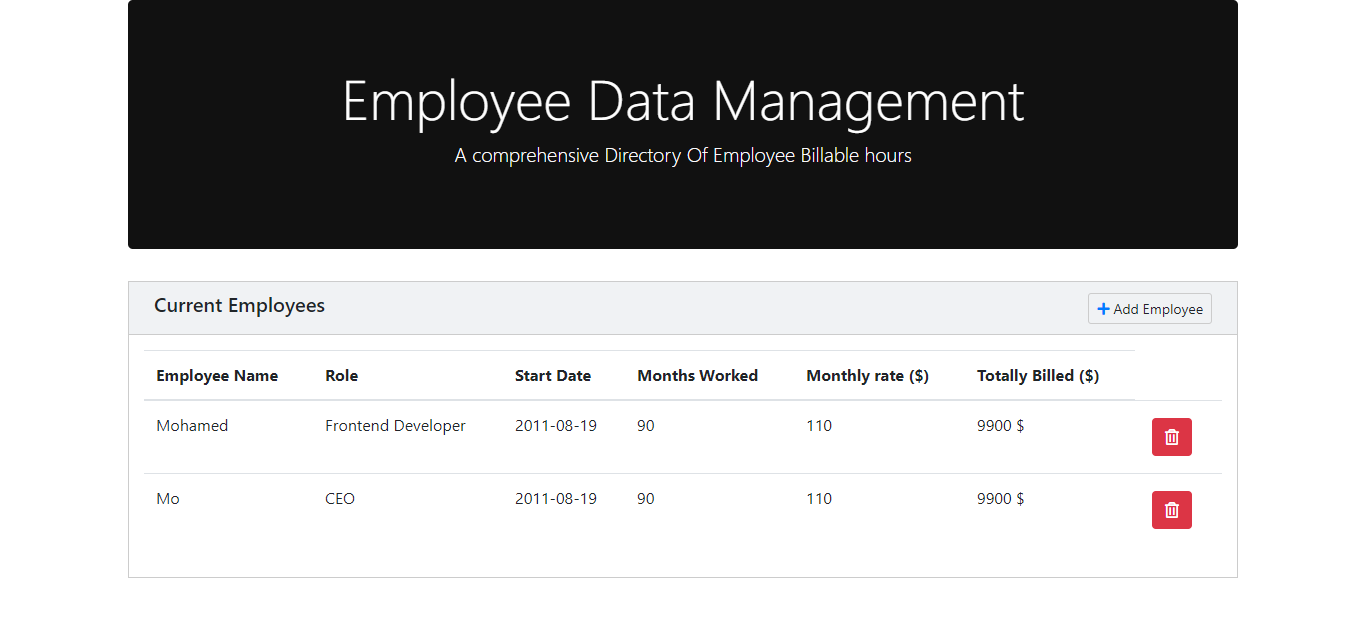 Employee Data Management
A comprehensive Directory Of Employee Billable hours
Current Employees
Add Employee
Employee Name Role Start Date Months Worked Monthly rate ($) Totally Billed ($)
Mohamed Frontend Developer 2011-08-19 90 110 9900 $
Mo CEO 2011-08-19 90 110 9900 $